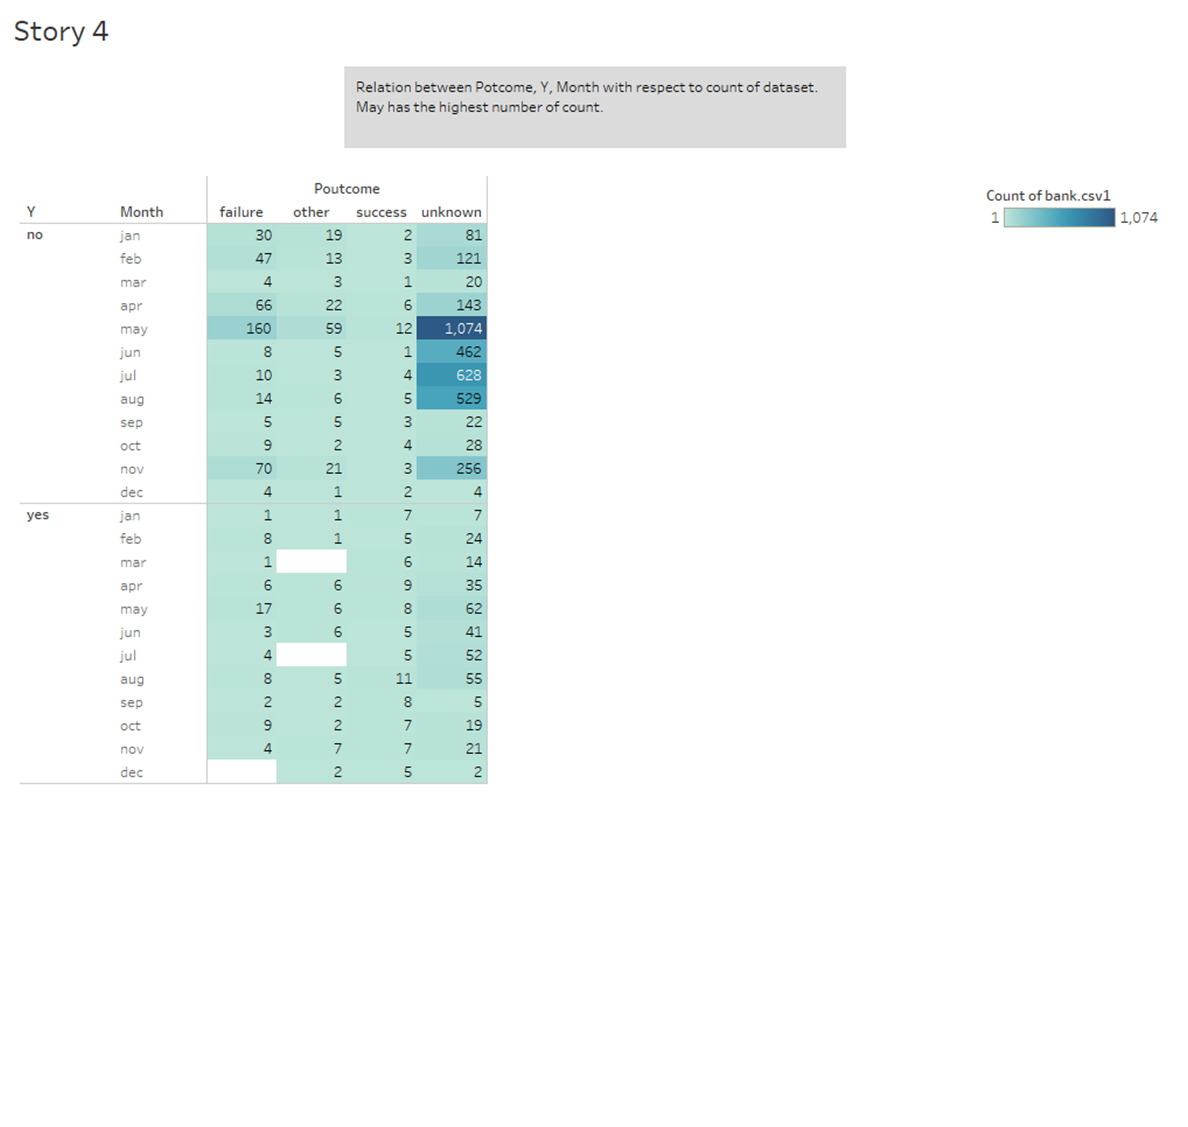 Story 4
Relation between Potcome, Y, Month with respect to count of dataset.
May has the highest number of count.
Poutcome
Y Month failure other success unknown
no jan 30 19 2 81
feb 47 13 3 121
mar 4 3 1 20
apr 66 22 6 143
may 160 59 12 1,074
jun 8 5 1 462
jul 10 3 4 628
aug 14 6 5 529
sep 5 5 3 22
oct 9 2 4 28
nov 70 21 3 256
dec 4 1 2 4
yes jan 1 1 7 7
feb 8 1 5 24
mar 1 6 14
apr 6 6 9 35
may 17 6 8 62
jun 3 6 5 41
jul 4 5 52
aug 8 5 11 55
sep 2 2 8 5
oct 9 2 7 19
nov 4 7 7 21
dec 2 5 2
Count of bank.csv1
1 1,074